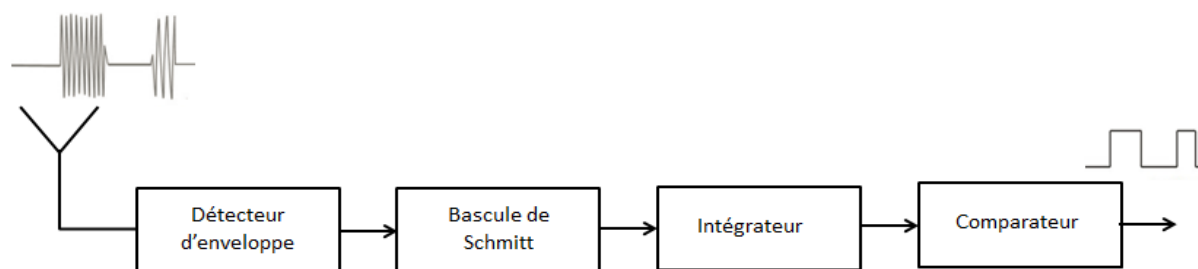 Détecteur
d'enveloppe
Bascule de
Schmitt
Intégrateur
Comparateur